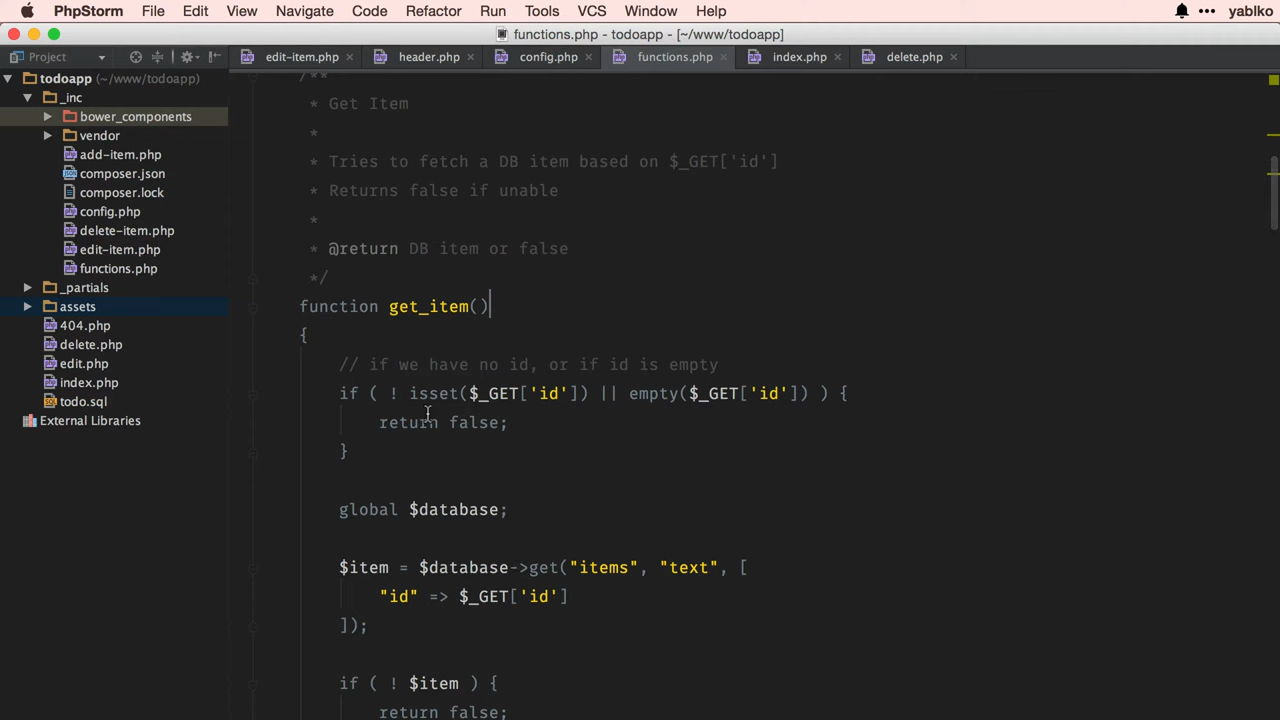 PhpStorm File Edit View Navigate Code Refactor Run Tools VCS Window Help yablko
functions.php - todoapp - [~/www/todoapp]
Project edit-item.php header.php config.php functions.php index.php delete.php
todoapp (~/www/todoapp)
_inc
bower_components
vendor
add-item.php
composer.json
composer.lock
config.php
delete-item.php
edit-item.php
functions.php
_partials
assets
404.php
delete.php
edit.php
index.php
todo.sql
External Libraries
/**
* Get Item
*
* Tries to fetch a DB item based on $_GET['id']
* Returns false if unable
*
* @return DB item or false
*/
function get_item()
{
// if we have no id, or if id is empty
if ( ! isset($_GET['id']) || empty($_GET['id']) ) {
return false;
}
global $database;
$item = $database->get("items", "text", [
"id" => $_GET['id']
]);
if ( ! $item ) {
return false;